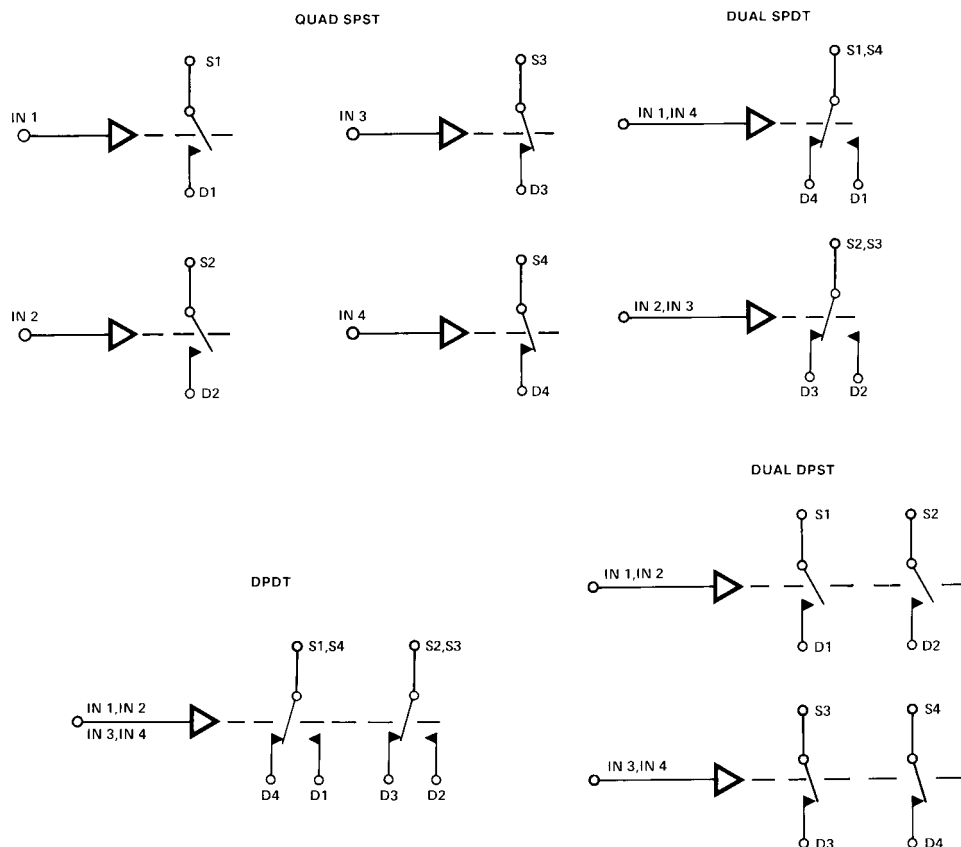 QUAD SPST
S1
IN 1
D1
S3
IN 3
D3
S2
IN 2
D2
S4
IN 4
D4
DUAL SPDT
S1,S4
IN 1,IN 4
D4 D1
S2,S3
IN 2,IN 3
D3 D2
DPDT
S1,S4 S2,S3
IN 1,IN 2
IN 3,IN 4
D4 D1 D3 D2
DUAL DPST
S1 S2
IN 1,IN 2
D1 D2
S3 S4
IN 3,IN 4
D3 D4